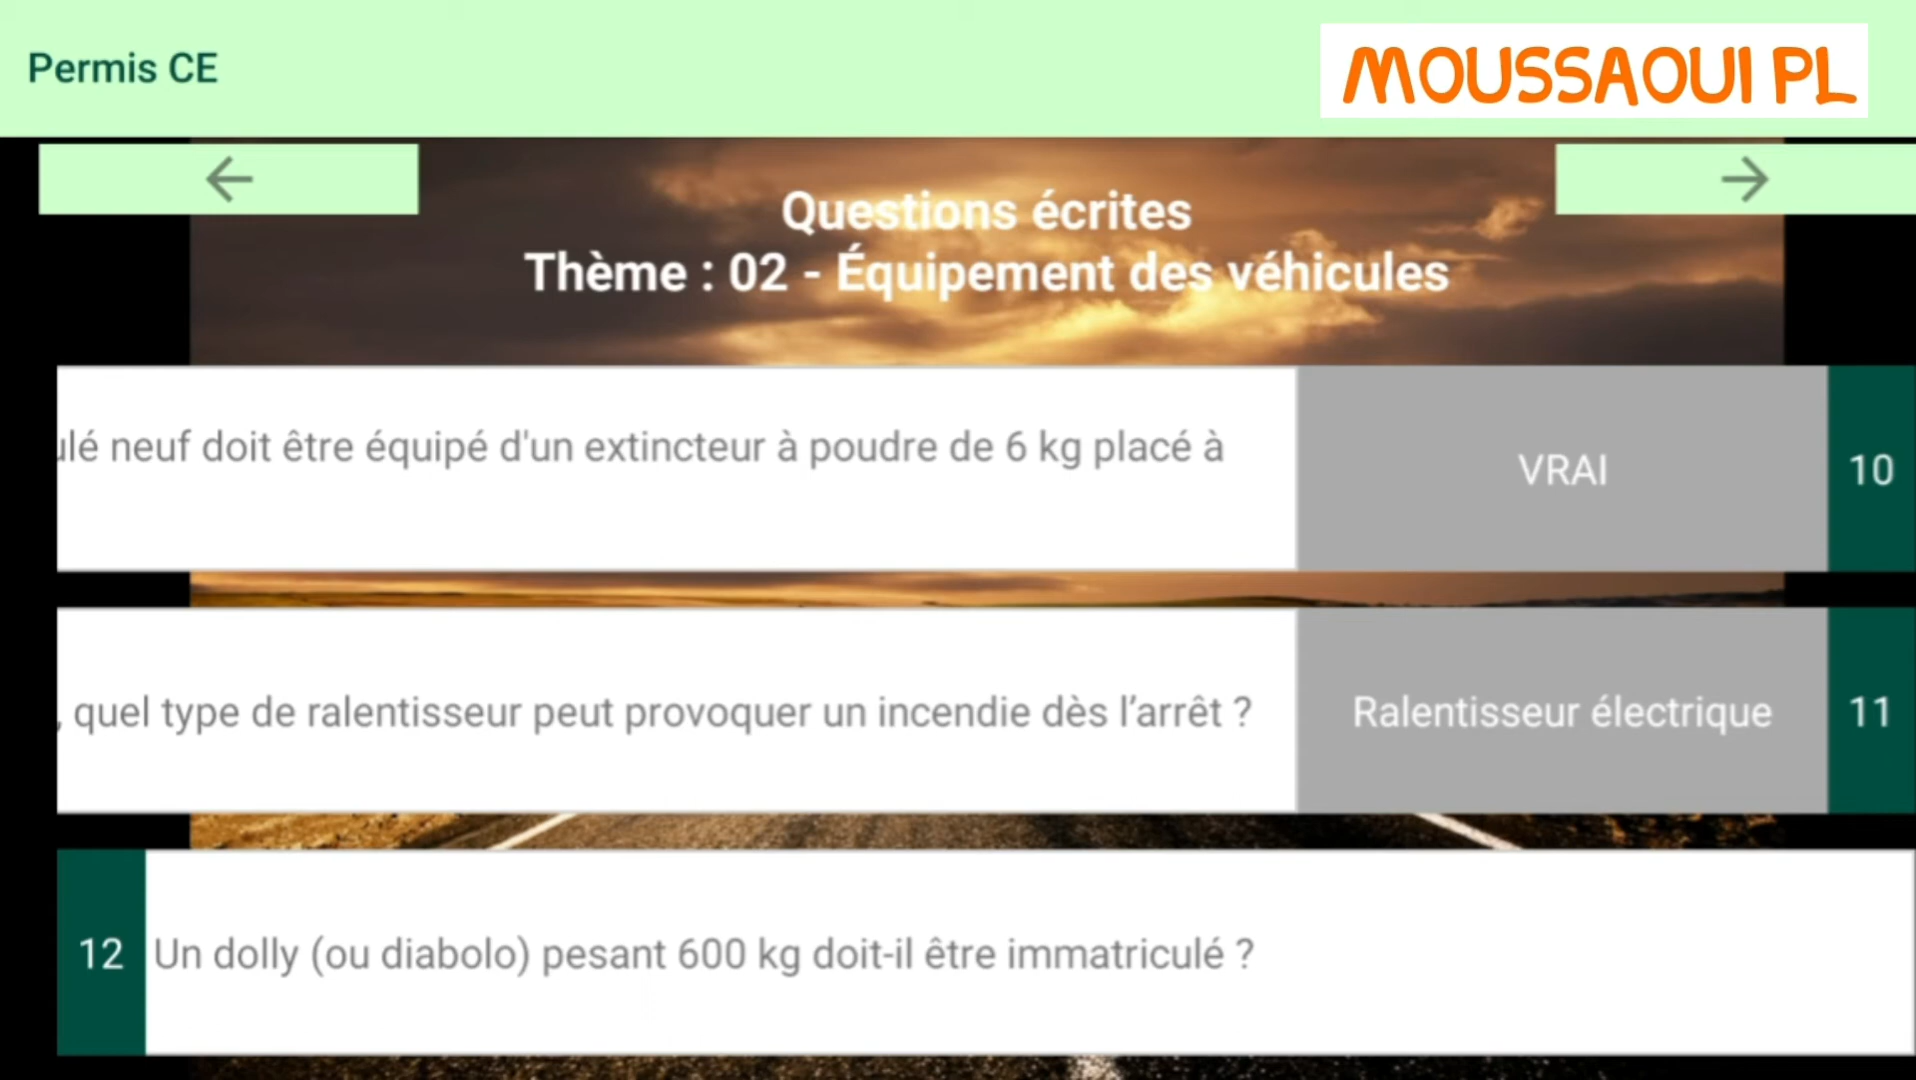 Permis CE
MOUSSAOUI PL
Questions écrites
Thème : 02 - Équipement des véhicules
neuf doit être équipé d'un extincteur à poudre de 6 kg placé à
VRAI
10
, quel type de ralentisseur peut provoquer un incendie dès l’arrêt ?
Ralentisseur électrique
11
12
Un dolly (ou diabolo) pesant 600 kg doit-il être immatriculé ?